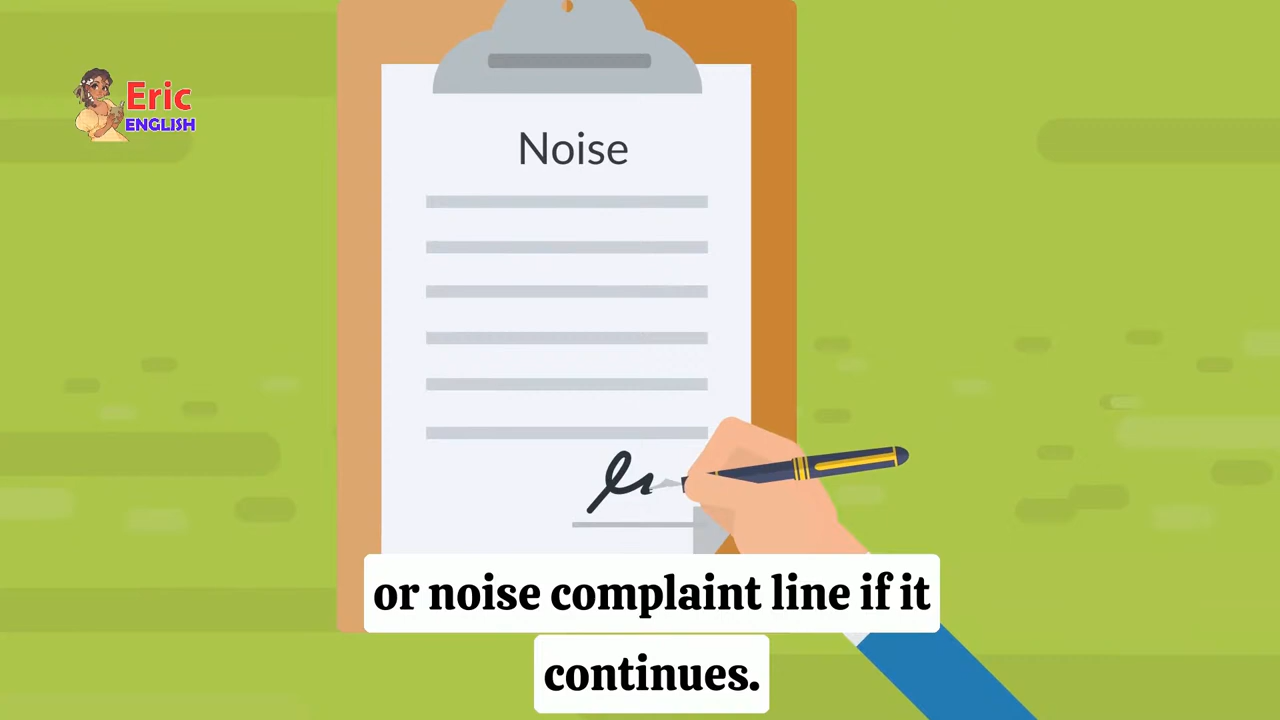 Eric
ENGLISH
Noise
or noise complaint line if it
continues.